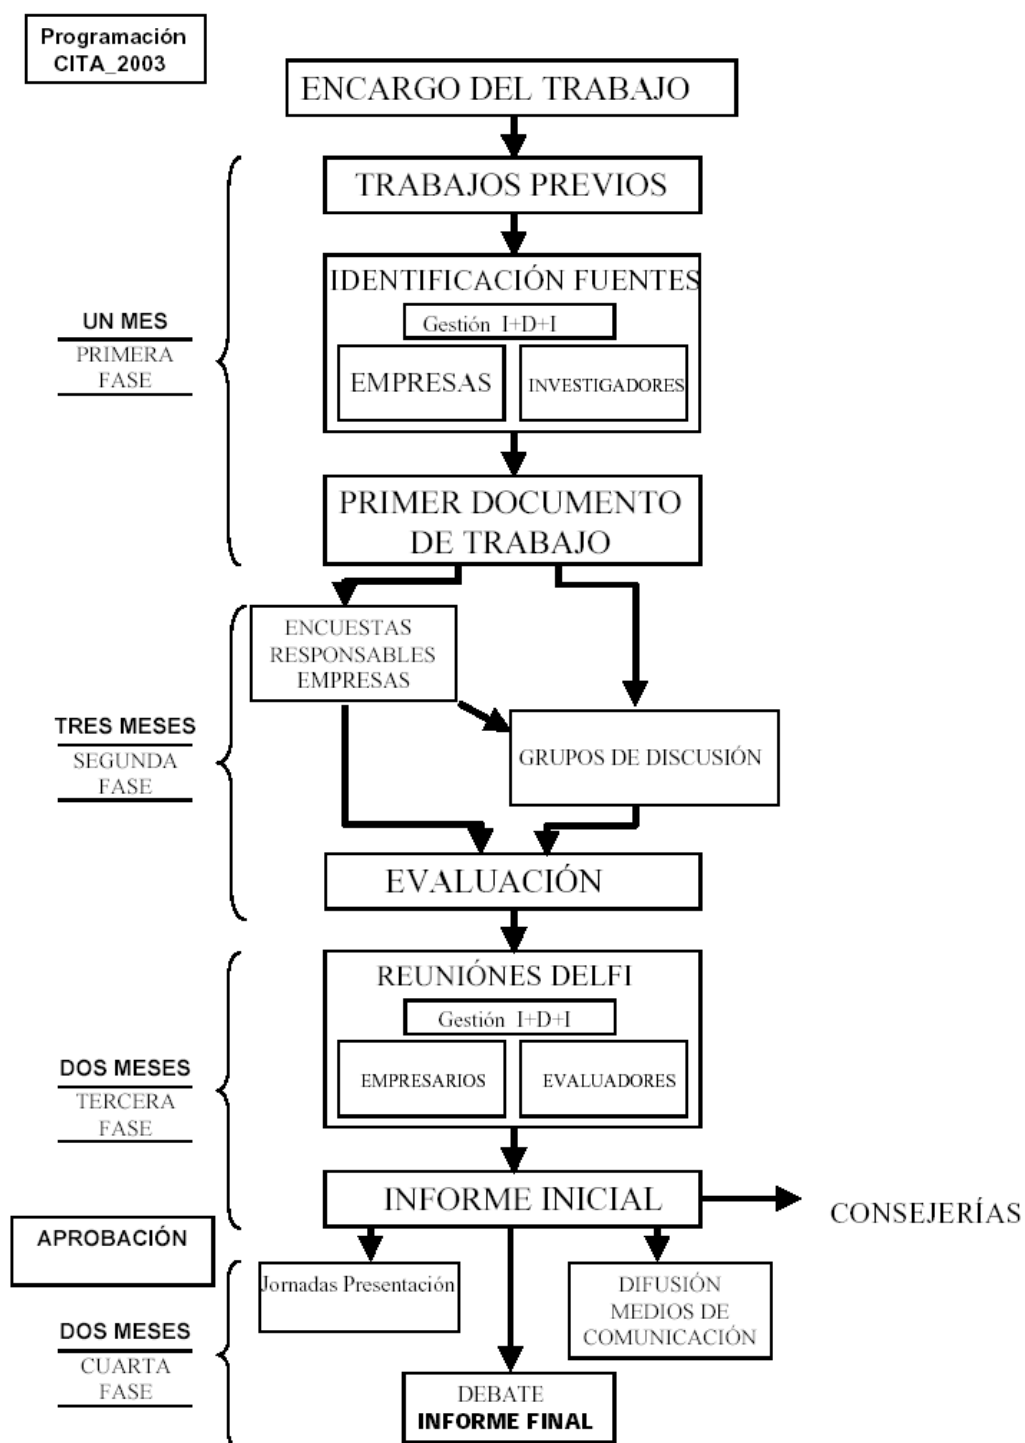 Programación
CITA_2003
ENCARGO DEL TRABAJO
TRABAJOS PREVIOS
IDENTIFICACIÓN FUENTES
Gestión I+D+I
EMPRESAS
INVESTIGADORES
UN MES
PRIMERA
FASE
PRIMER DOCUMENTO
DE TRABAJO
ENCUESTAS
RESPONSABLES
EMPRESAS
TRES MESES
SEGUNDA
FASE
GRUPOS DE DISCUSIÓN
EVALUACIÓN
REUNIÓNES DELFI
Gestión I+D+I
EMPRESARIOS
EVALUADORES
DOS MESES
TERCERA
FASE
INFORME INICIAL
CONSEJERÍAS
APROBACIÓN
Jornadas Presentación
DIFUSIÓN
MEDIOS DE
COMUNICACIÓN
DOS MESES
CUARTA
FASE
DEBATE
INFORME FINAL